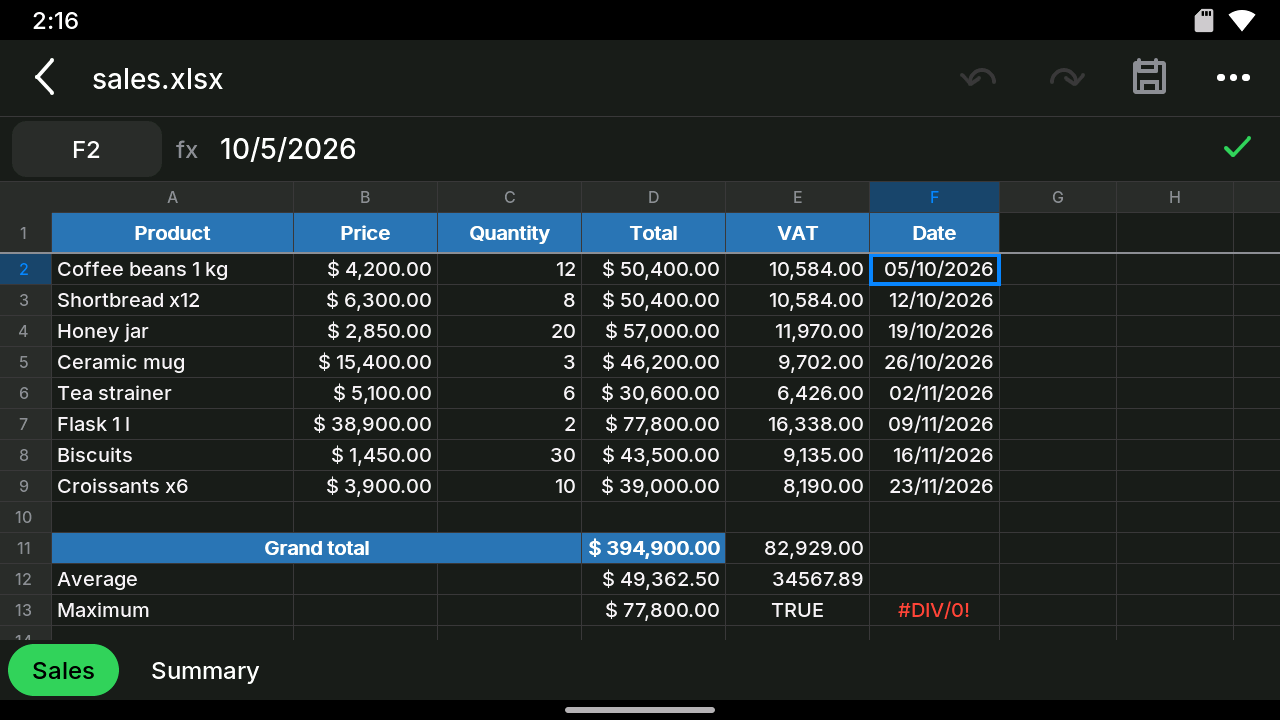 2:16
sales.xlsx
F2 fx 10/5/2026
A B C D E F G H
1 Product Price Quantity Total VAT Date
2 Coffee beans 1 kg $ 4,200.00 12 $ 50,400.00 10,584.00 05/10/2026
3 Shortbread x12 $ 6,300.00 8 $ 50,400.00 10,584.00 12/10/2026
4 Honey jar $ 2,850.00 20 $ 57,000.00 11,970.00 19/10/2026
5 Ceramic mug $ 15,400.00 3 $ 46,200.00 9,702.00 26/10/2026
6 Tea strainer $ 5,100.00 6 $ 30,600.00 6,426.00 02/11/2026
7 Flask 1 l $ 38,900.00 2 $ 77,800.00 16,338.00 09/11/2026
8 Biscuits $ 1,450.00 30 $ 43,500.00 9,135.00 16/11/2026
9 Croissants x6 $ 3,900.00 10 $ 39,000.00 8,190.00 23/11/2026
10
11 Grand total $ 394,900.00 82,929.00
12 Average $ 49,362.50 34567.89
13 Maximum $ 77,800.00 TRUE #DIV/0!
14
Sales Summary